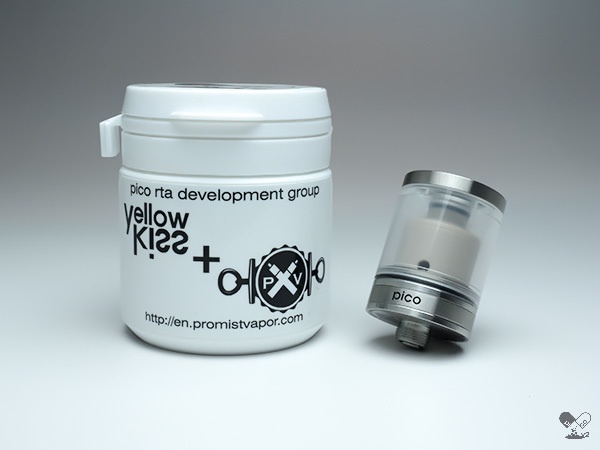 pico rta development group
yellow
Kiss
+
P V
http://en.promistvapor.com
pico